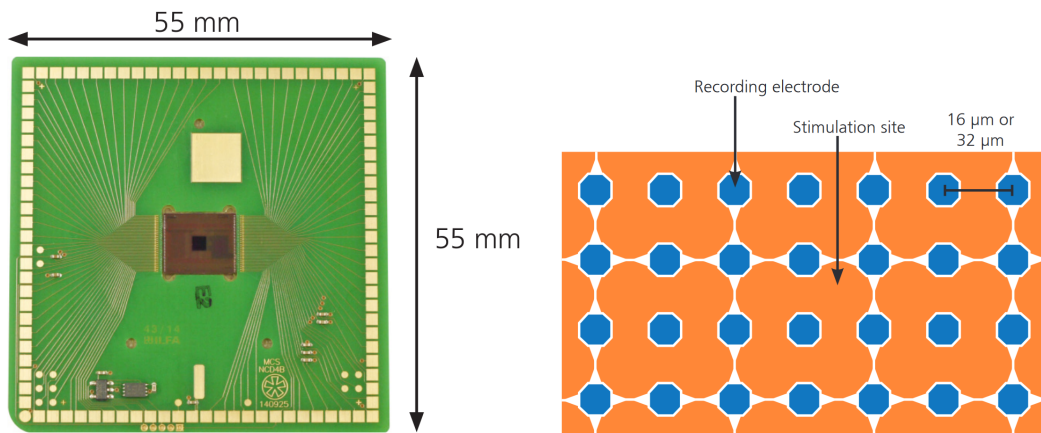 55 mm
55 mm
MCS
NCD4B
140925
Recording electrode
Stimulation site
16 µm or
32 µm